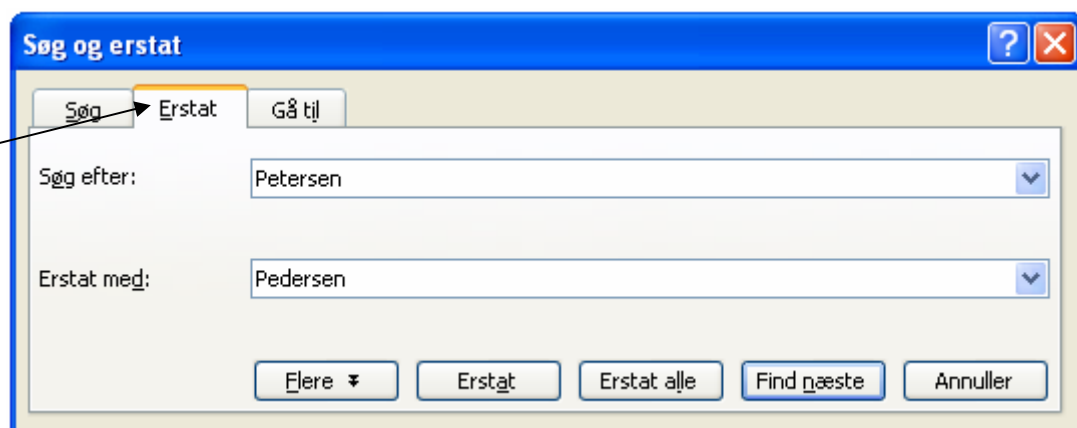 Søg og erstat
Søg Erstat Gå til
Søg efter: Petersen
Erstat med: Pedersen
Flere Erstat Erstat alle Find næste Annuller